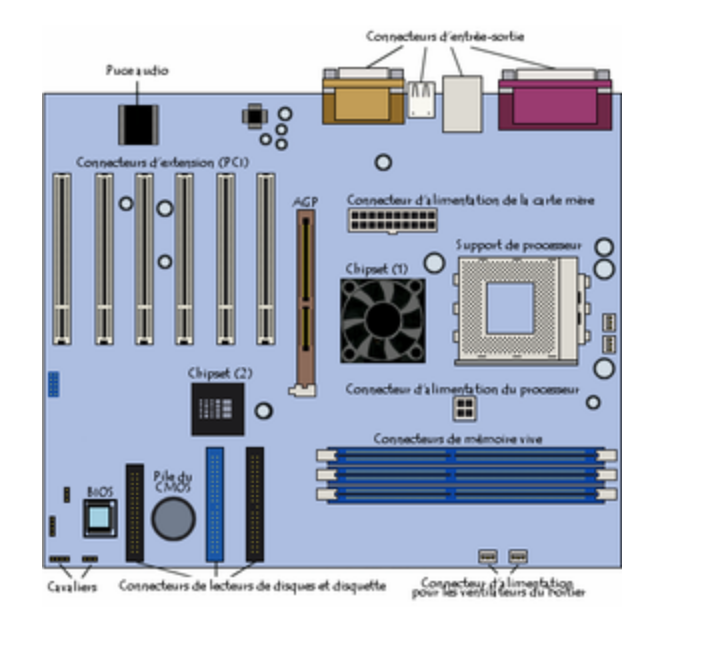 Connecteurs d'entrée-sortie
Puce audio
Connecteurs d'extension (PCI)
AGP
Connecteur d'alimentation de la carte mère
Support de processeur
Chipset (1)
Chipset (2)
Connecteur d'alimentation du processeur
Connecteurs de mémoire vive
Pile du
CMOS
BIOS
Cavaliers
Connecteurs de lecteurs de disques et disquette
Connecteur d'alimentation
pour les ventilateurs du boîtier